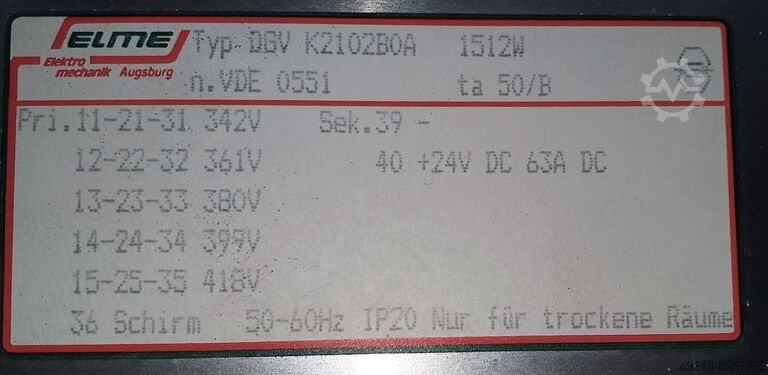 ELME Typ DGV K2102B0A 1512W
Elektro
mechanik Augsburg n.VDE 0551 ta 50/B
Pri.11-21-31 342V Sek.39 -
12-22-32 361V 40 +24V DC 63A DC
13-23-33 380V
14-24-34 399V
15-25-35 418V
36 Schirm 50-60Hz IP20 Nur für trockene Räume